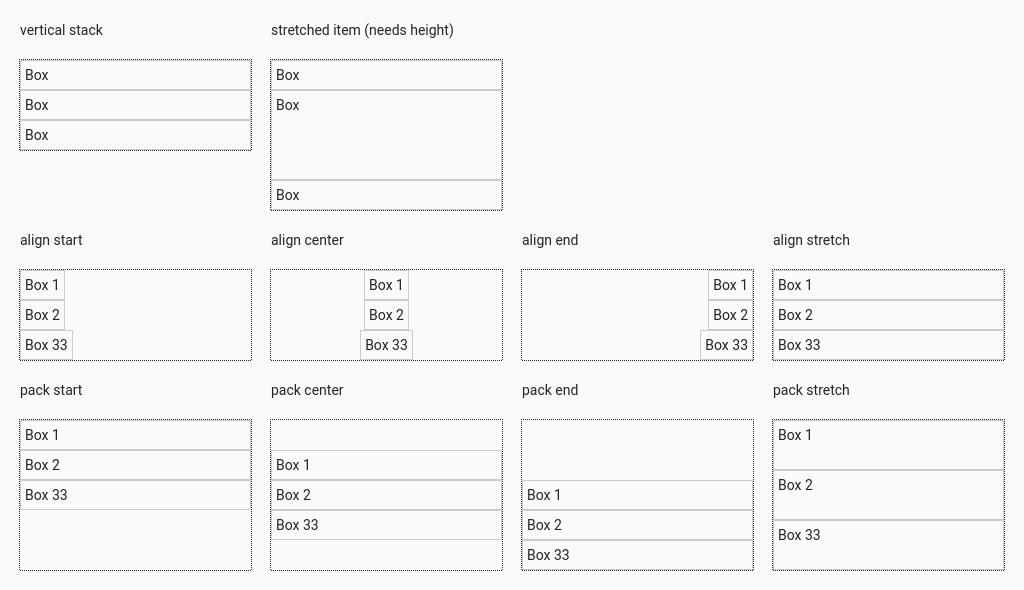 vertical stack
Box
Box
Box
stretched item (needs height)
Box
Box
Box
align start
Box 1
Box 2
Box 33
align center
Box 1
Box 2
Box 33
align end
Box 1
Box 2
Box 33
align stretch
Box 1
Box 2
Box 33
pack start
Box 1
Box 2
Box 33
pack center
Box 1
Box 2
Box 33
pack end
Box 1
Box 2
Box 33
pack stretch
Box 1
Box 2
Box 33